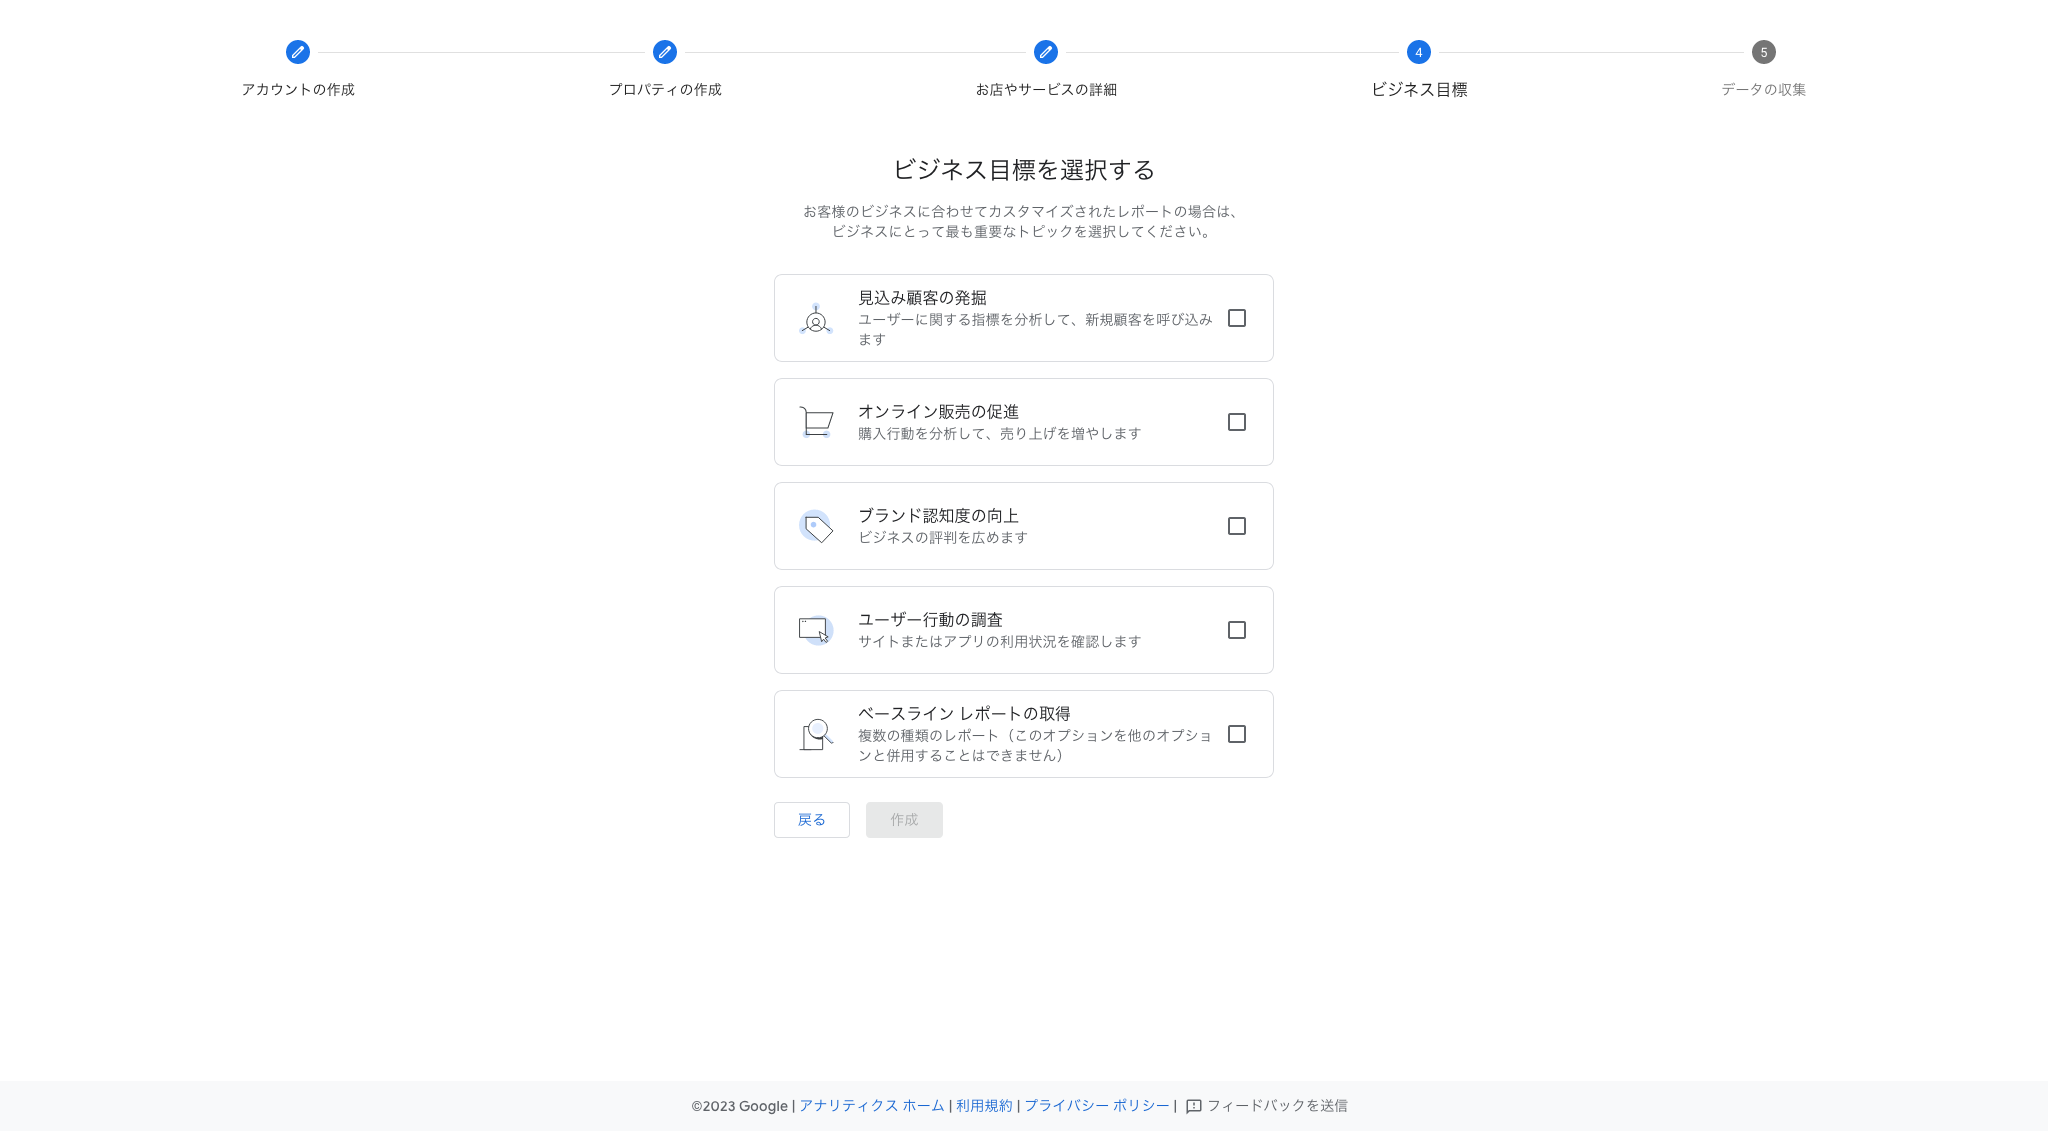 アカウントの作成
プロパティの作成
お店やサービスの詳細
4
ビジネス目標
5
データの収集
ビジネス目標を選択する
お客様のビジネスに合わせてカスタマイズされたレポートの場合は、
ビジネスにとって最も重要なトピックを選択してください。
見込み顧客の発掘
ユーザーに関する指標を分析して、新規顧客を呼び込み
ます
オンライン販売の促進
購入行動を分析して、売り上げを増やします
ブランド認知度の向上
ビジネスの評判を広めます
ユーザー行動の調査
サイトまたはアプリの利用状況を確認します
ベースライン レポートの取得
複数の種類のレポート（このオプションを他のオプショ
ンと併用することはできません）
戻る
作成
©2023 Google | アナリティクス ホーム | 利用規約 | プライバシー ポリシー | フィードバックを送信